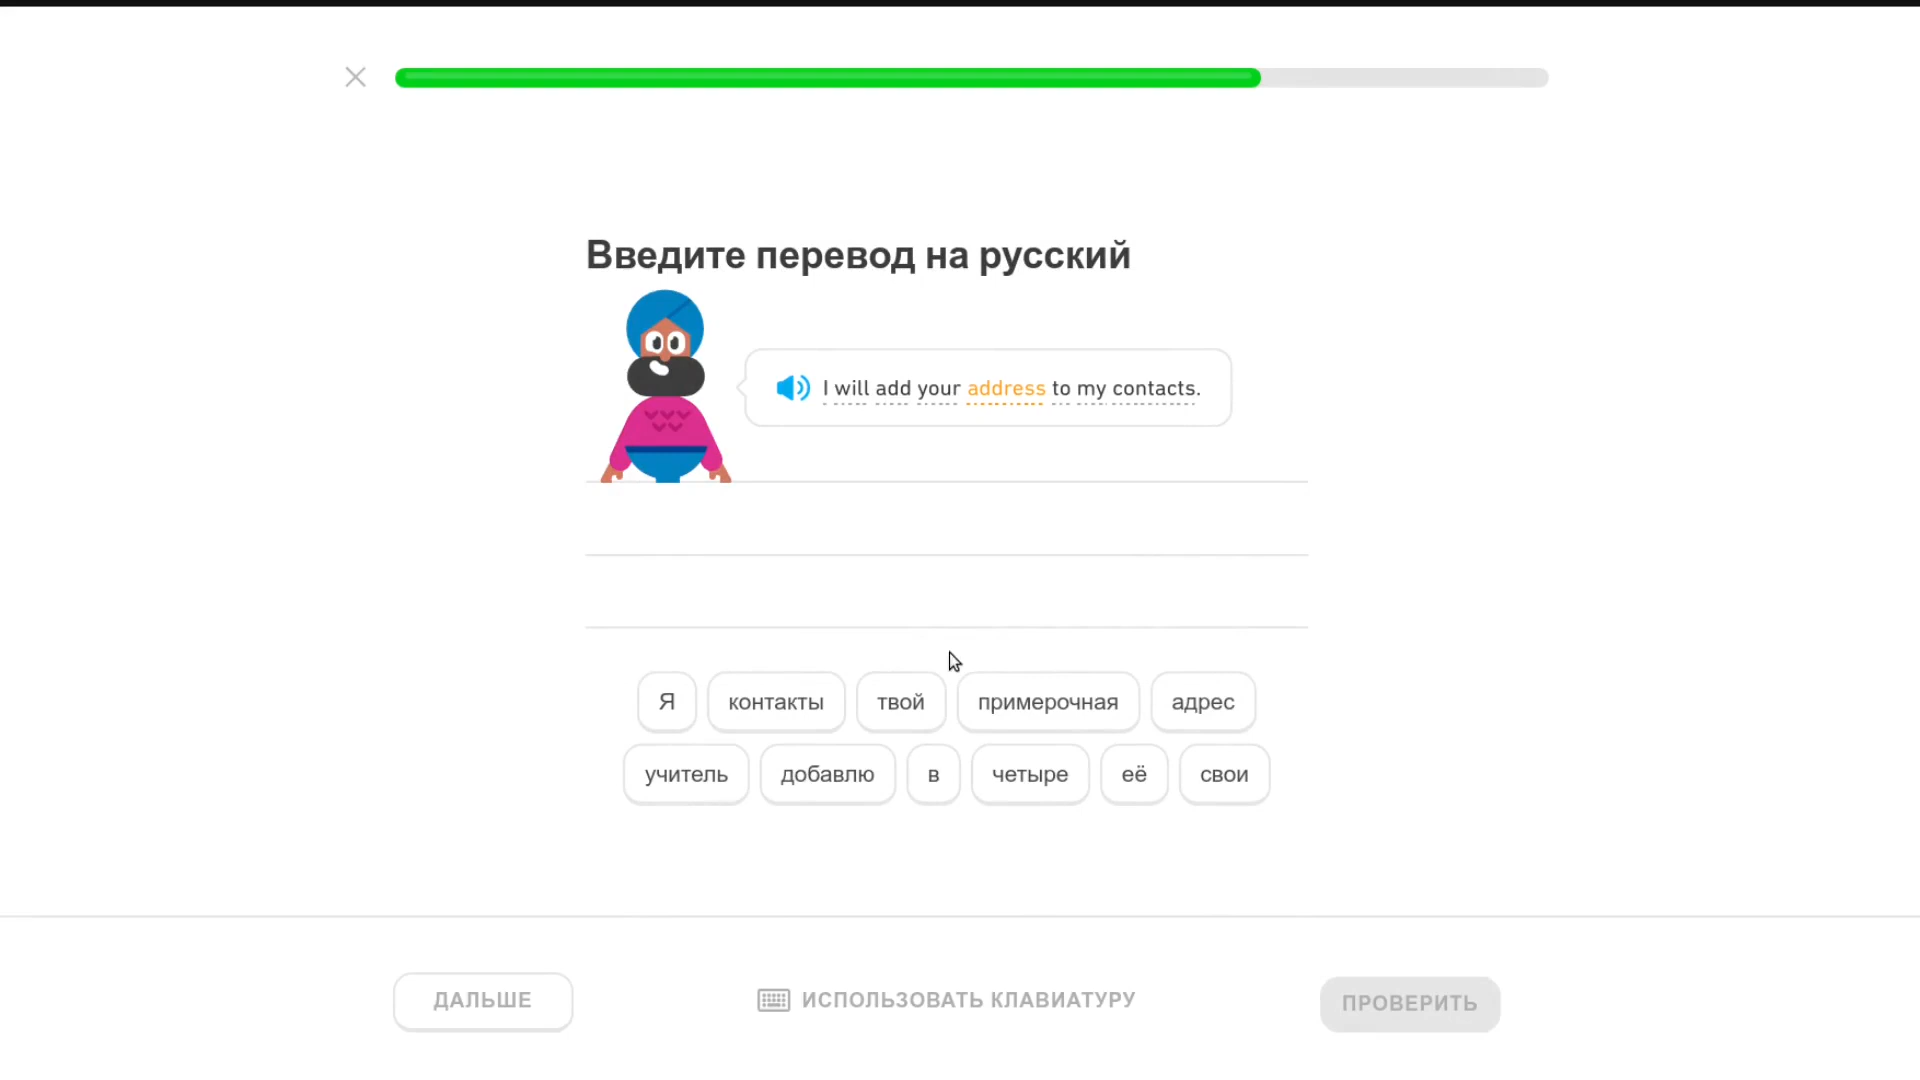 Введите перевод на русский
I will add your address to my contacts.
Я контакты твой примерочная адрес
учитель добавлю в четыре её свои
ДАЛЬШЕ ИСПОЛЬЗОВАТЬ КЛАВИАТУРУ ПРОВЕРИТЬ